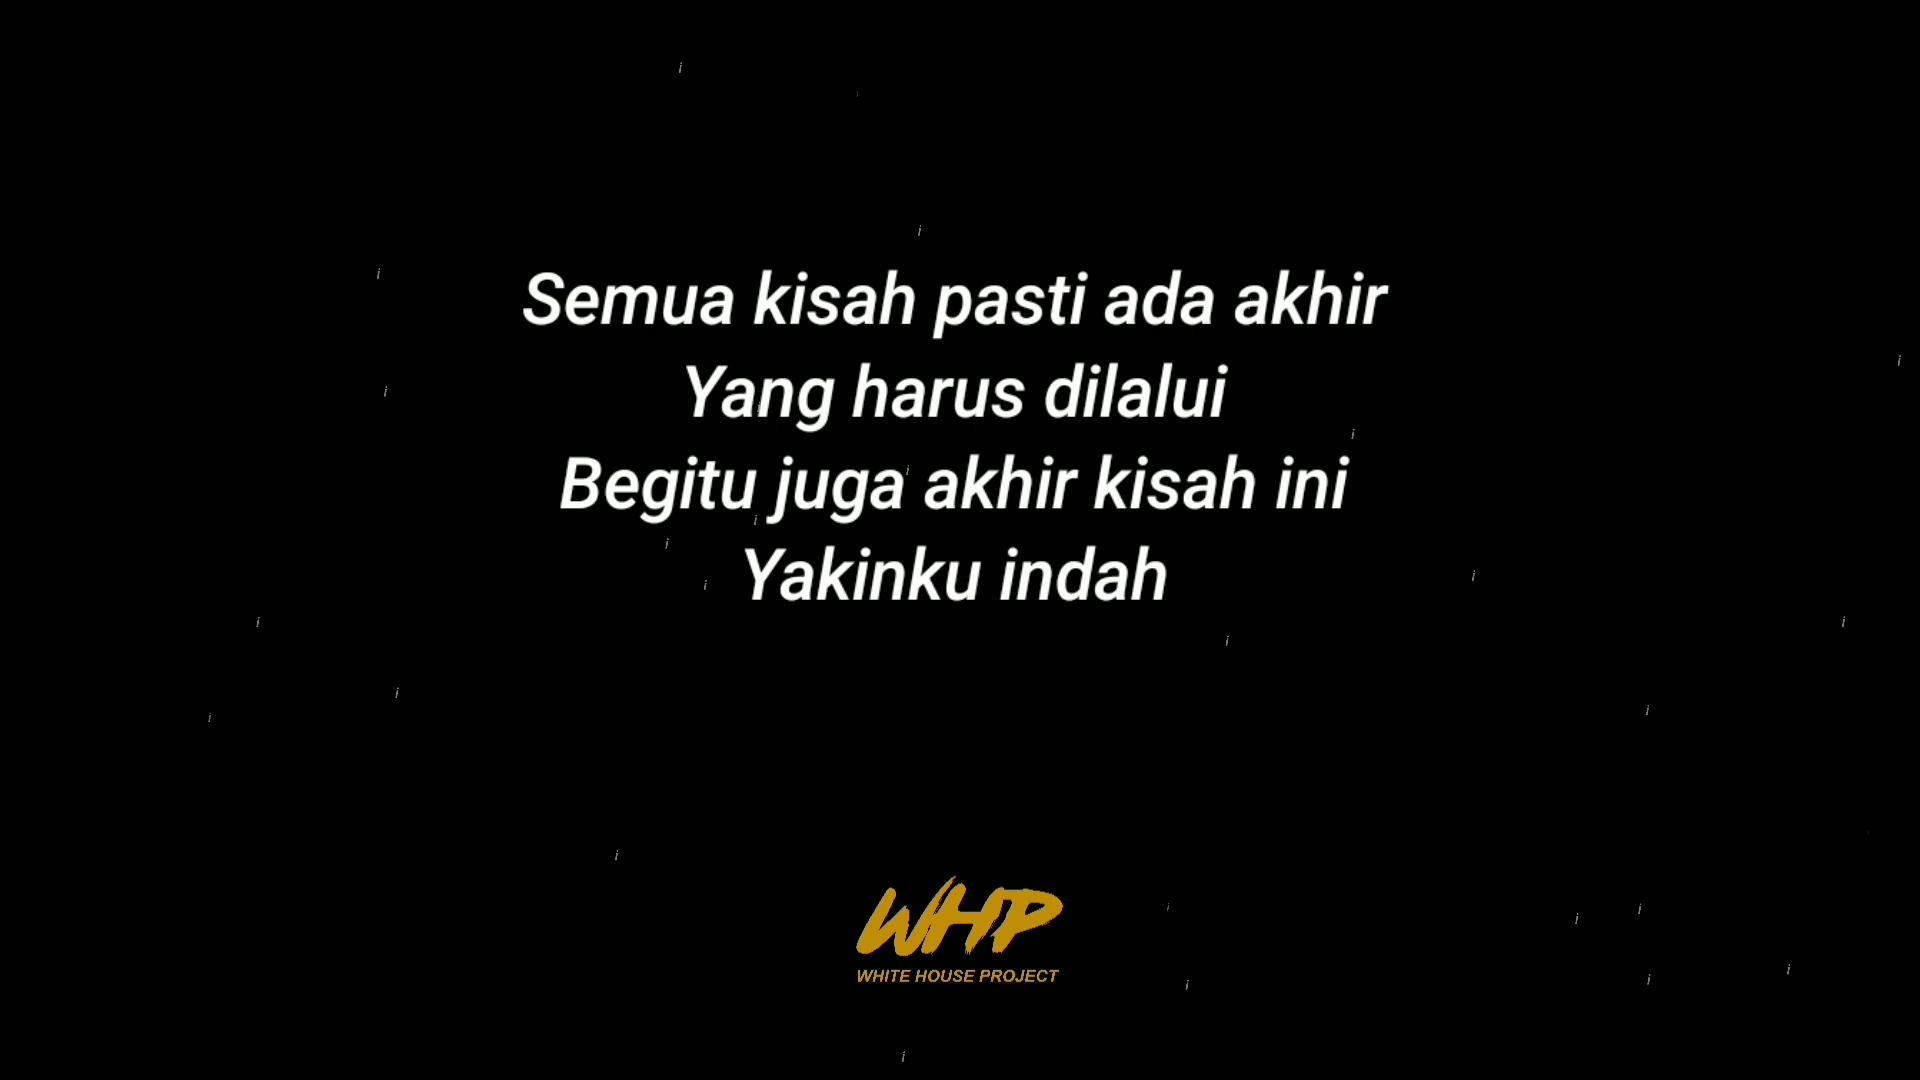 Semua kisah pasti ada akhir
Yang harus dilalui
Begitu juga akhir kisah ini
Yakinku indah
WHP
WHITE HOUSE PROJECT